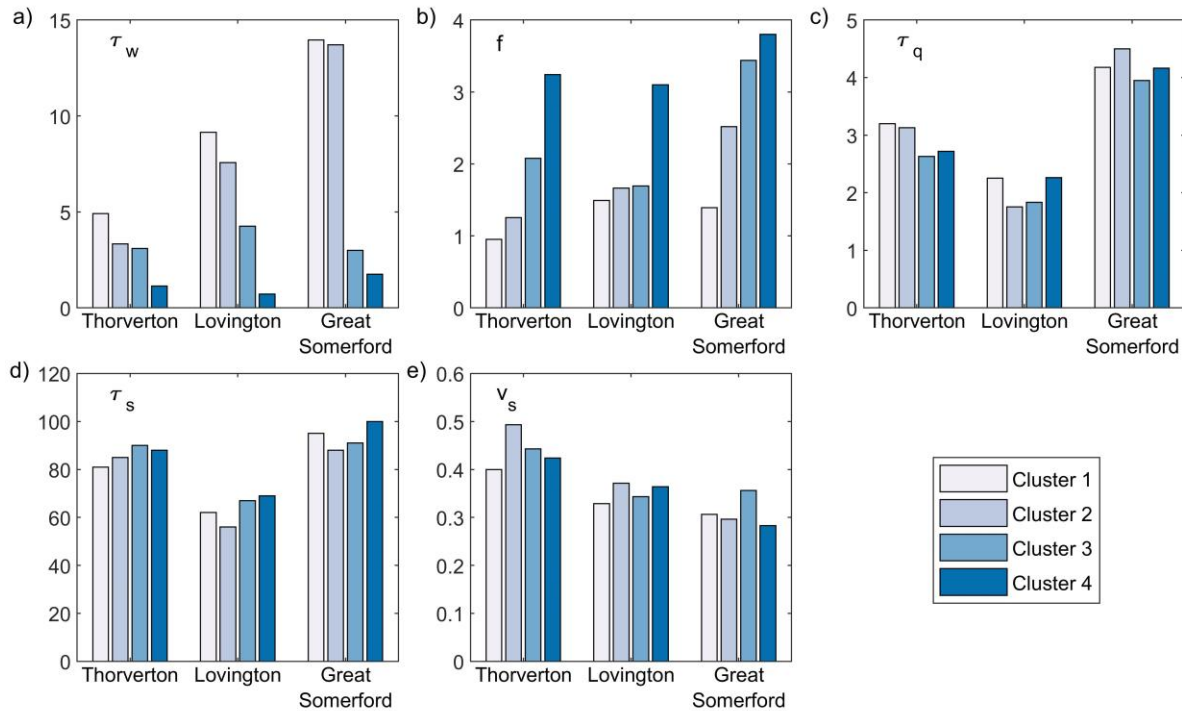 a)
τ w
15
10
5
0
Thorverton Lovington Great
Somerford
b)
f
4
3
2
1
0
Thorverton Lovington Great
Somerford
c)
τ q
5
4
3
2
1
0
Thorverton Lovington Great
Somerford
d)
τ s
120
100
80
60
40
20
0
Thorverton Lovington Great
Somerford
e)
v s
0.6
0.5
0.4
0.3
0.2
0.1
0
Thorverton Lovington Great
Somerford
Cluster 1
Cluster 2
Cluster 3
Cluster 4